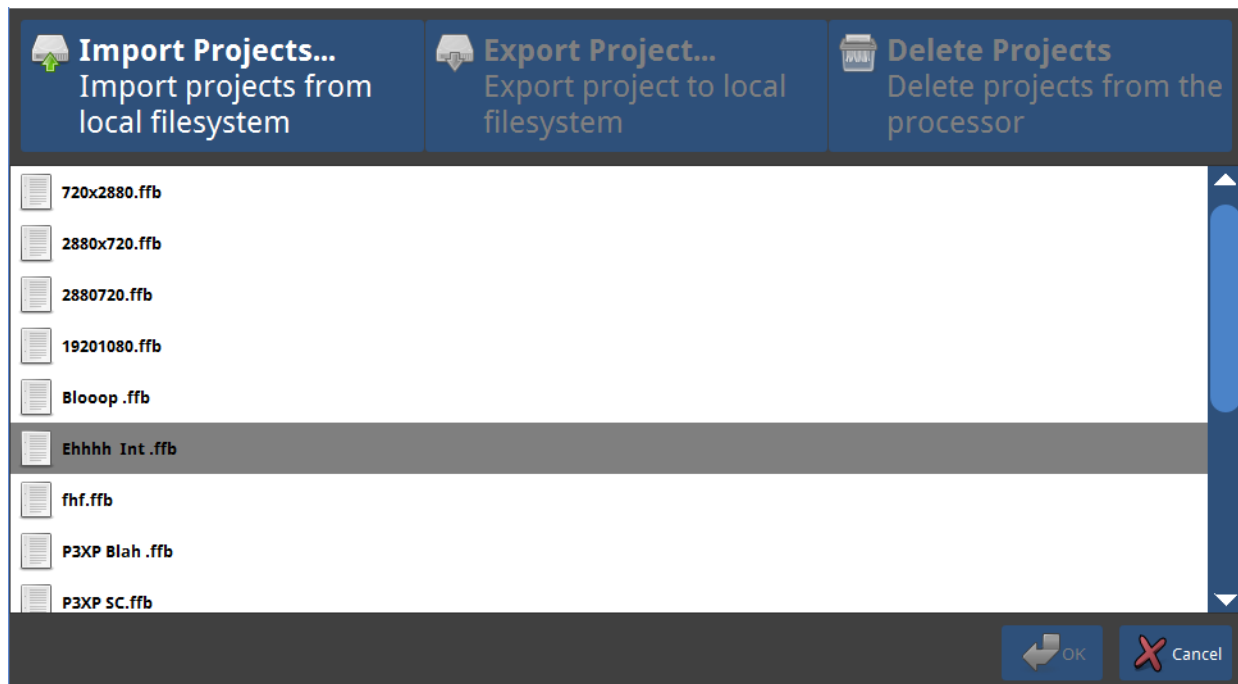 Import Projects...
Import projects from
local filesystem
Export Project...
Export project to local
filesystem
Delete Projects
Delete projects from the
processor
720x2880.ffb
2880x720.ffb
2880720.ffb
19201080.ffb
Blooop .ffb
Ehhhh  Int .ffb
fhf.ffb
P3XP Blah .ffb
P3XP SC.ffb
OK
Cancel